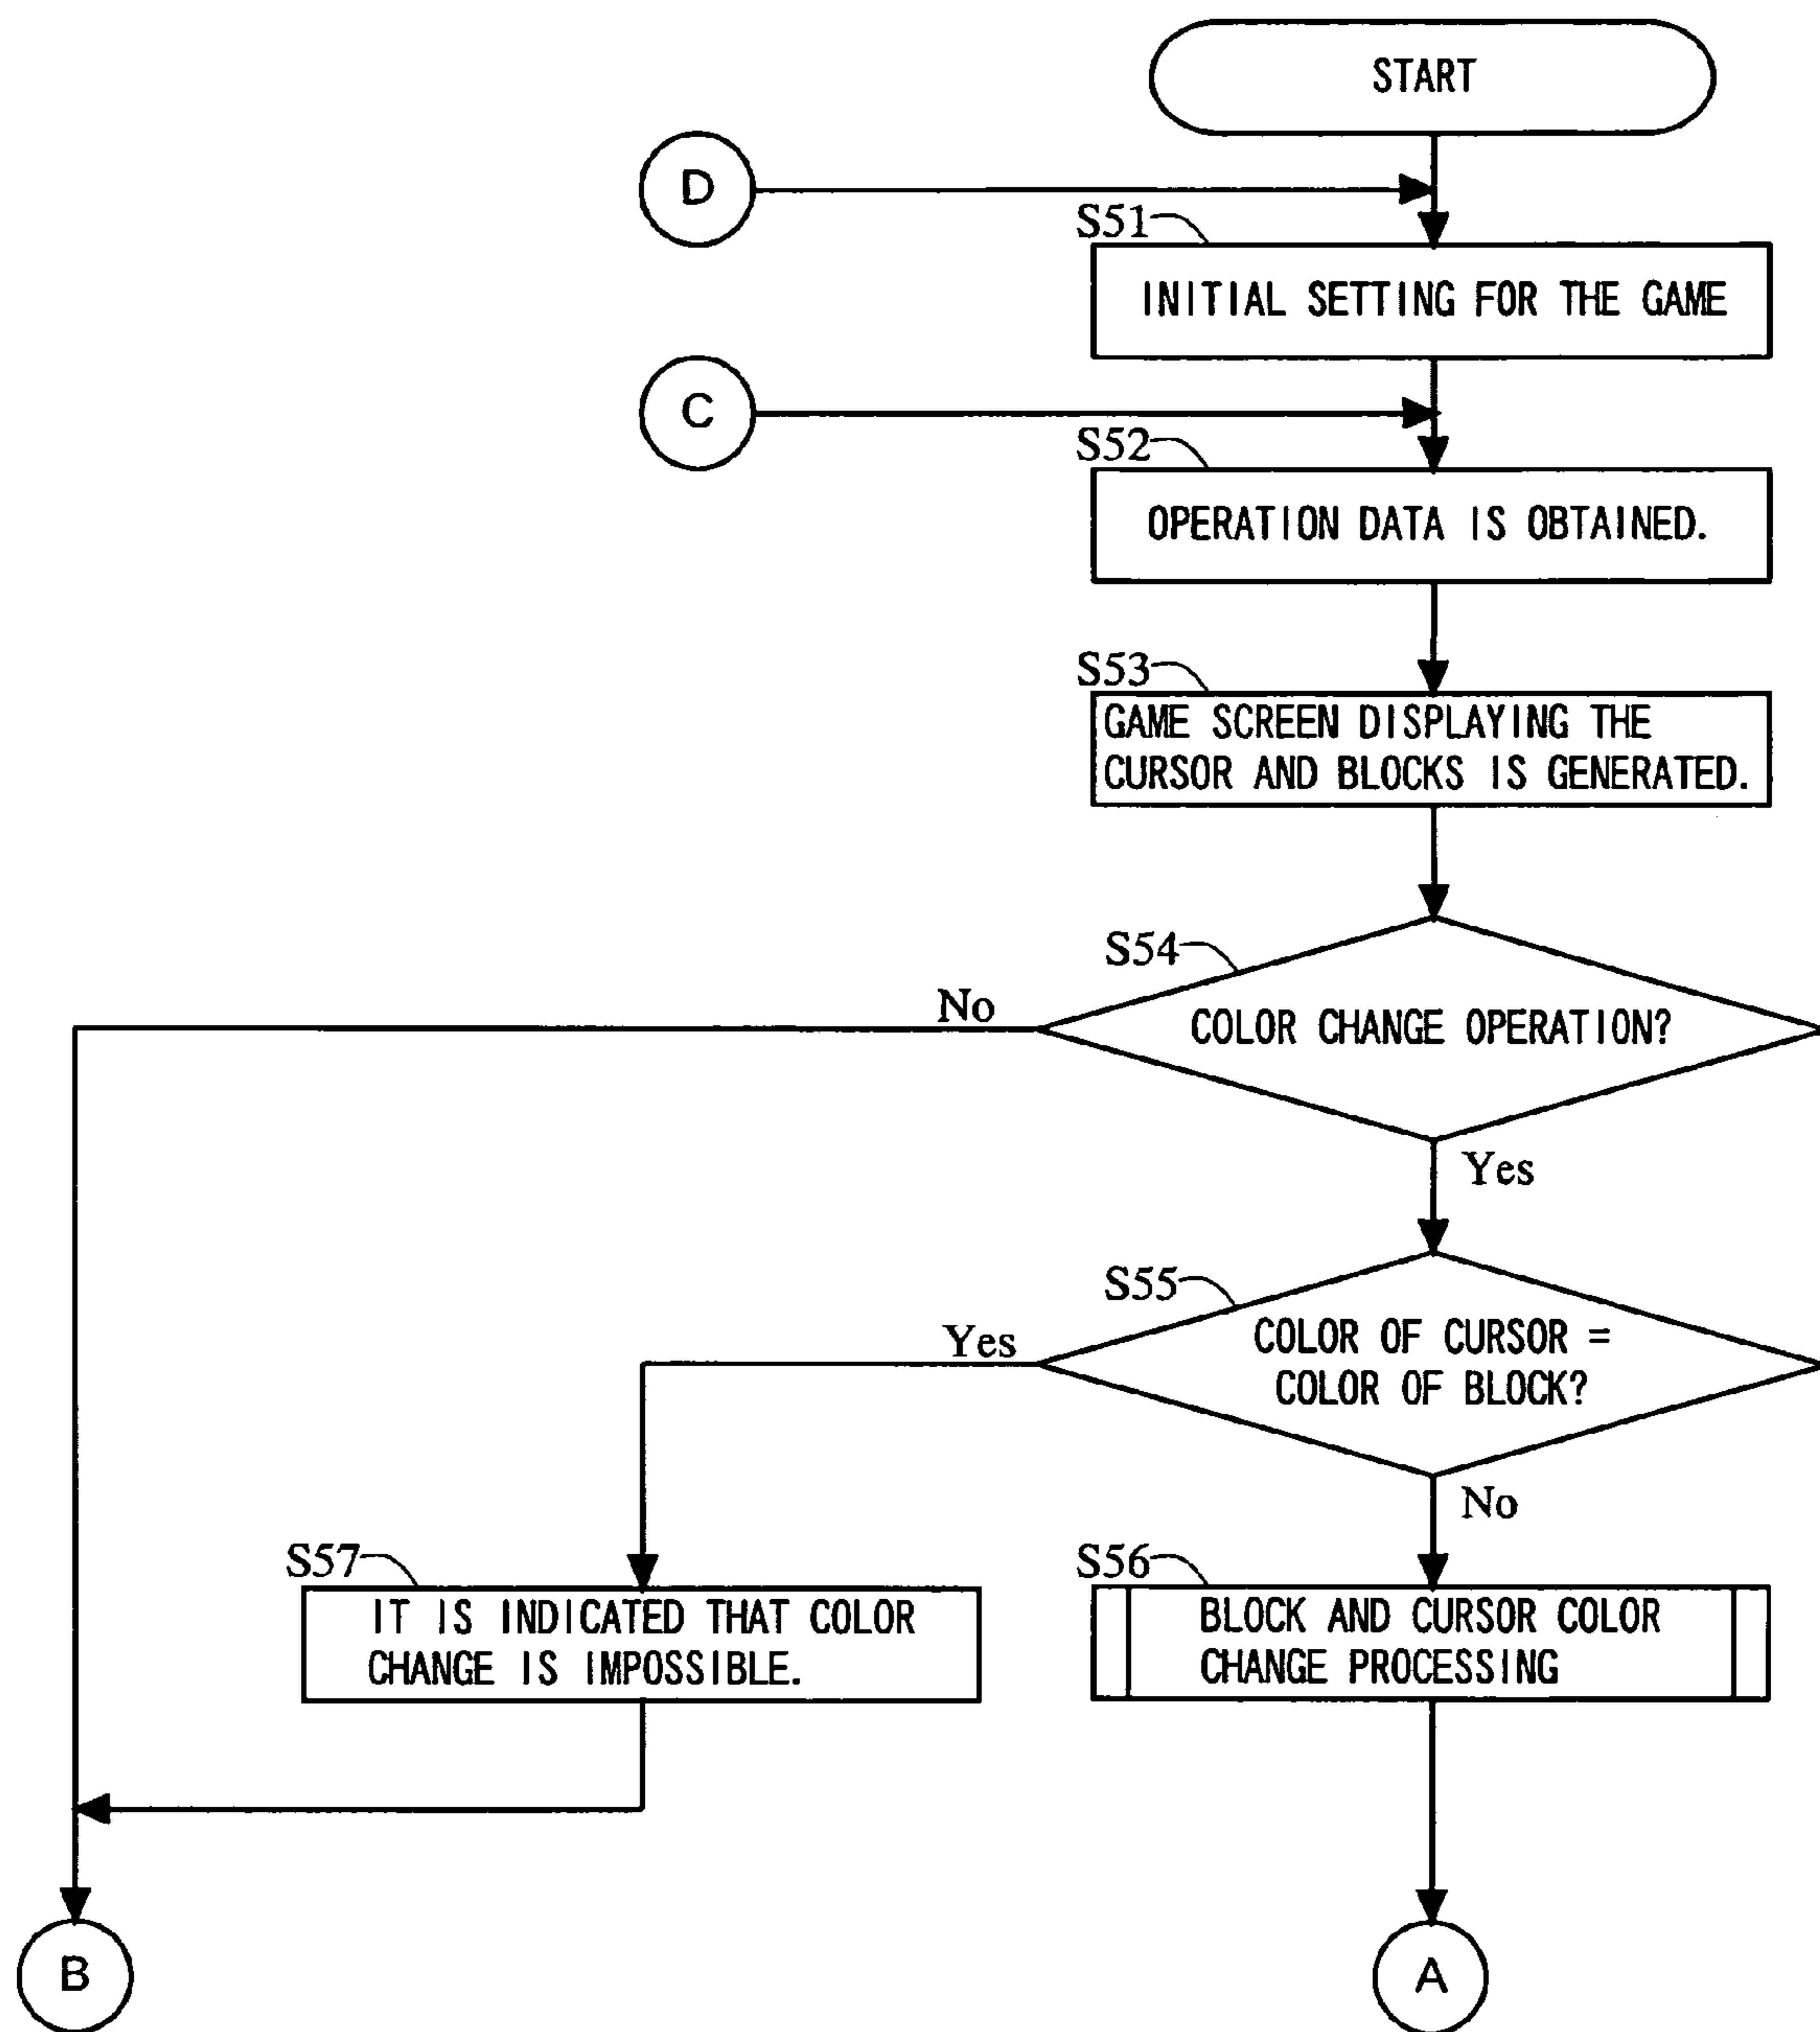 START
D
S51
INITIAL SETTING FOR THE GAME
C
S52
OPERATION DATA IS OBTAINED.
S53
GAME SCREEN DISPLAYING THE
CURSOR AND BLOCKS IS GENERATED.
S54
No
COLOR CHANGE OPERATION?
Yes
S55
Yes
COLOR OF CURSOR =
COLOR OF BLOCK?
No
S57
IT IS INDICATED THAT COLOR
CHANGE IS IMPOSSIBLE.
S56
BLOCK AND CURSOR COLOR
CHANGE PROCESSING
B
A